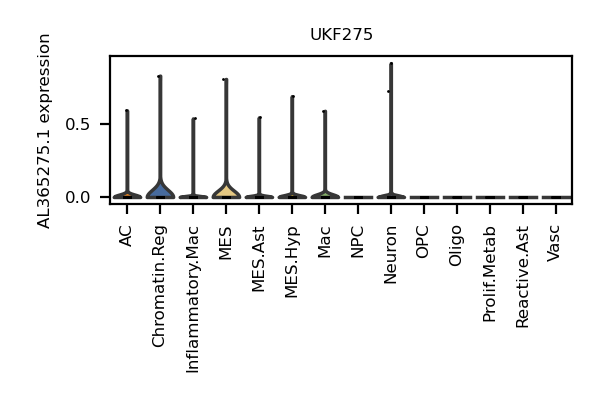 UKF275
AL365275.1 expression
0.5
0.0
AC
Chromatin.Reg
Inflammatory.Mac
MES
MES.Ast
MES.Hyp
Mac
NPC
Neuron
OPC
Oligo
Prolif.Metab
Reactive.Ast
Vasc